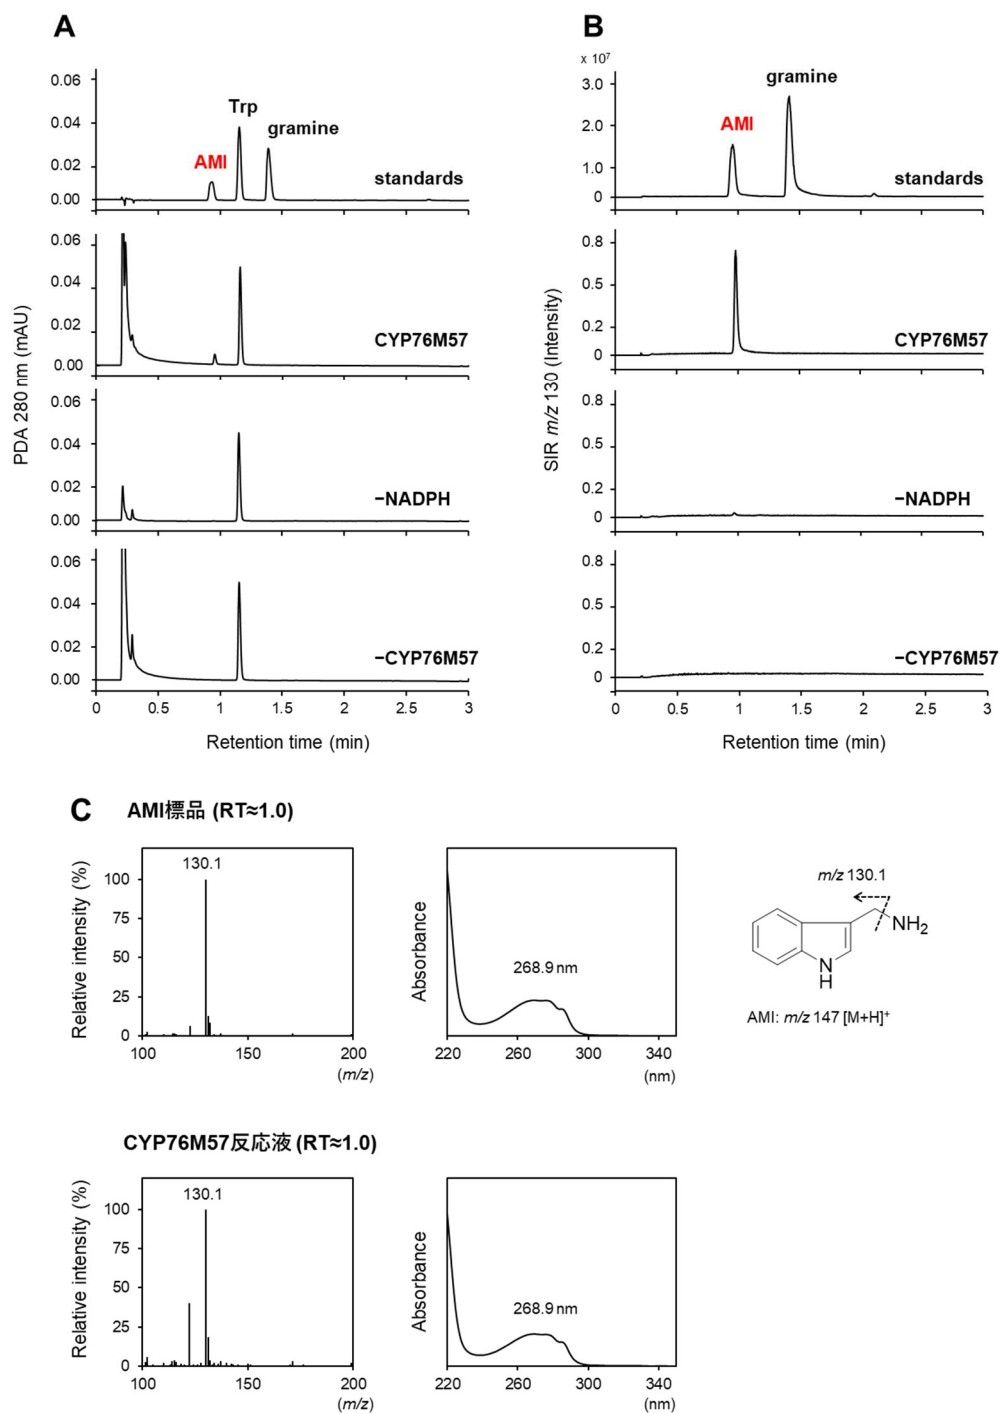 A
0.06
0.04
0.02
0.00
AMI
Trp
gramine
standards
0.06
0.04
0.02
0.00
CYP76M57
0.06
0.04
0.02
0.00
−NADPH
0.06
0.04
0.02
0.00
−CYP76M57
0 0.5 1 1.5 2 2.5 3
Retention time (min)
PDA 280 nm (mAU)
B
x 10⁷
3.0
2.0
1.0
0
AMI
gramine
standards
0.8
0.5
0.2
0
CYP76M57
0.8
0.5
0.2
0
−NADPH
0.8
0.5
0.2
0
−CYP76M57
0 0.5 1 1.5 2 2.5 3
Retention time (min)
SIR m/z 130 (Intensity)
C
AMI標品 (RT≈1.0)
Relative intensity (%)
100
75
50
25
0
130.1
100 150 200
(m/z)
Absorbance
268.9 nm
220 260 300 340
(nm)
m/z 130.1
NH₂
N
H
AMI: m/z 147 [M+H]⁺
CYP76M57反応液 (RT≈1.0)
Relative intensity (%)
100
75
50
25
0
130.1
100 150 200
(m/z)
Absorbance
268.9 nm
220 260 300 340
(nm)